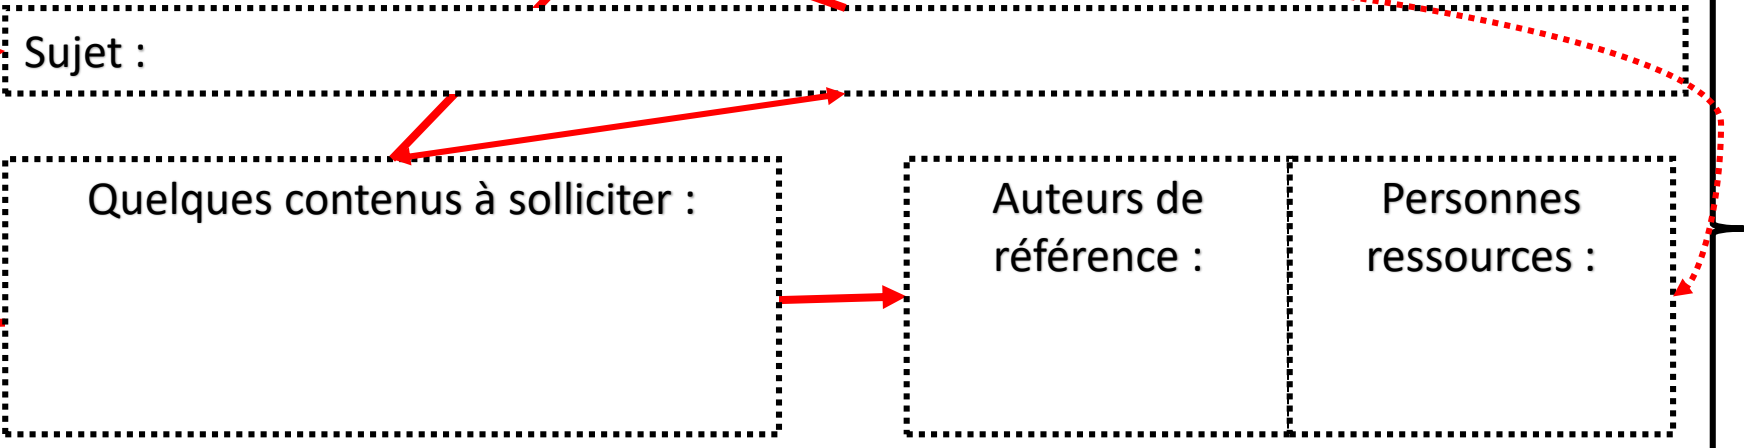 Sujet :
Quelques contenus à solliciter :
Auteurs de
référence :
Personnes
ressources :